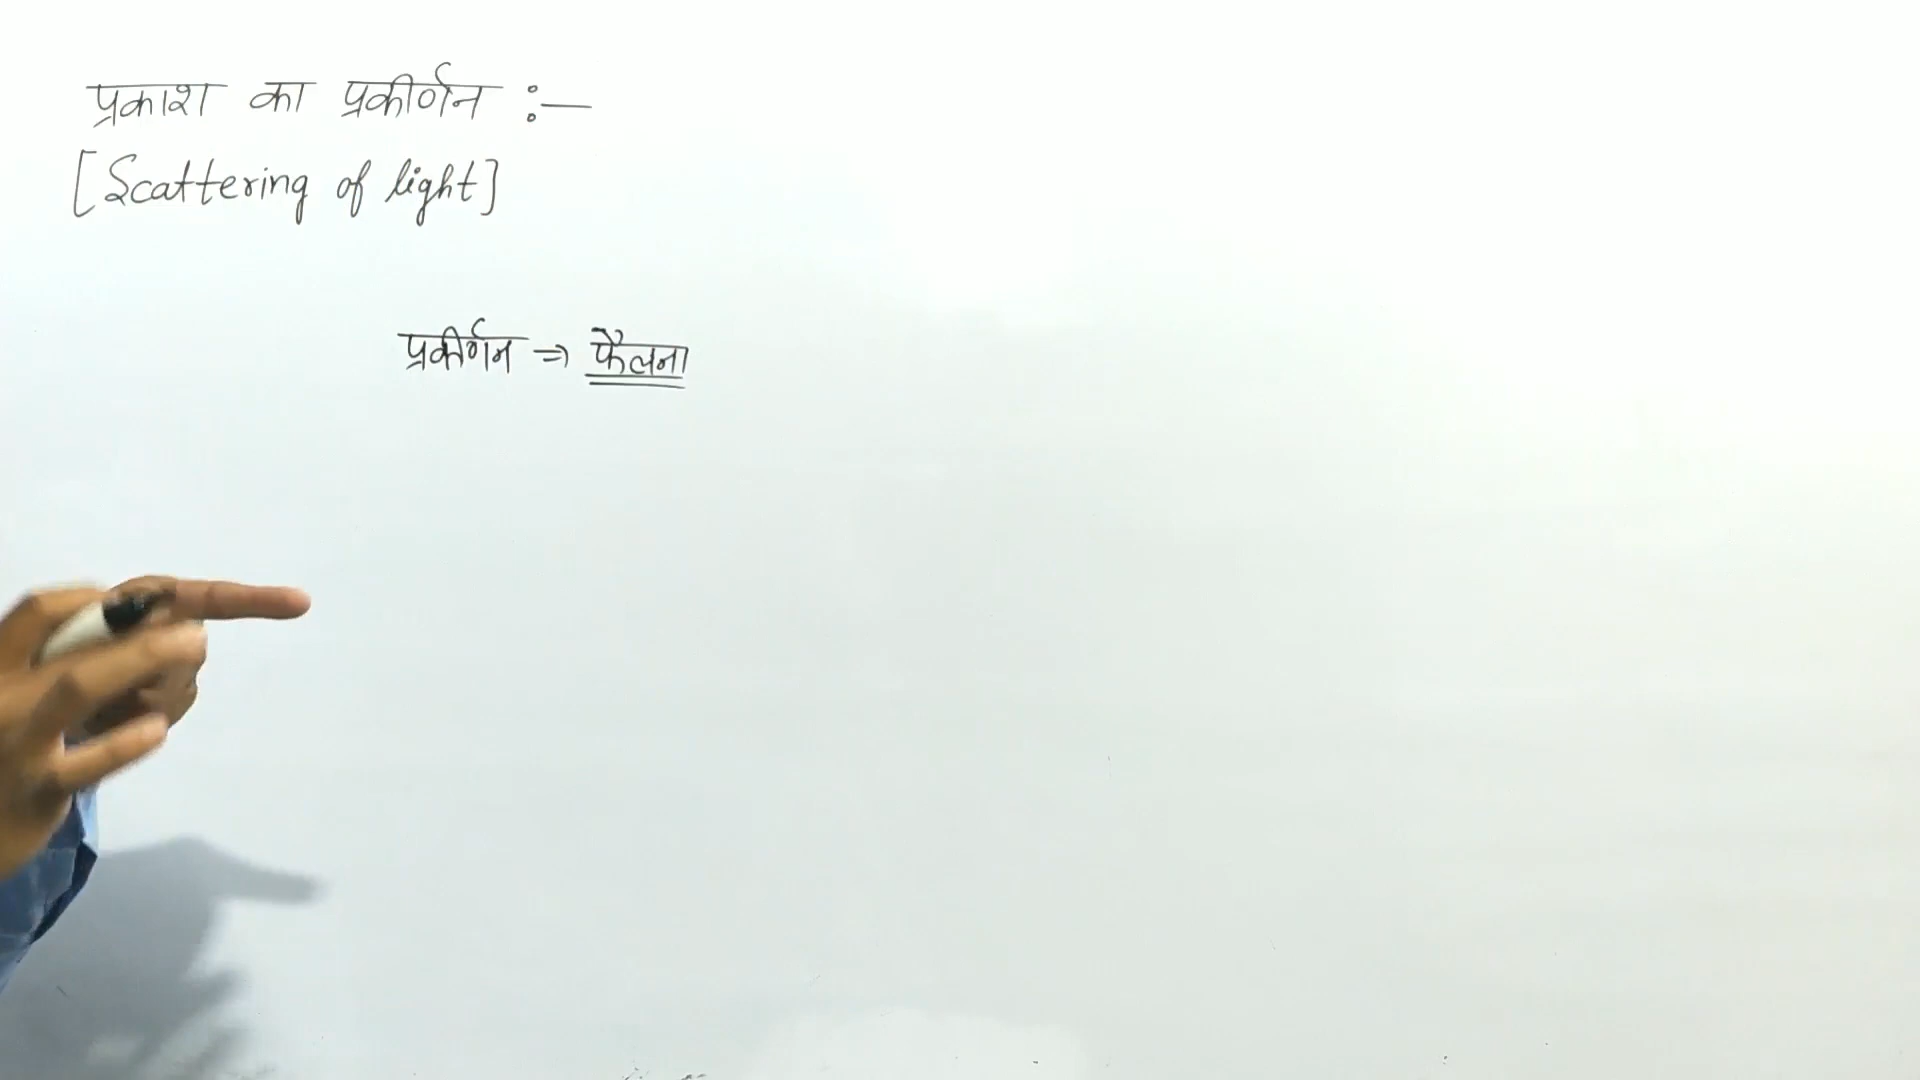 प्रकाश का प्रकीर्णन :—
[Scattering of light]
प्रकीर्णन ⇒ फैलना